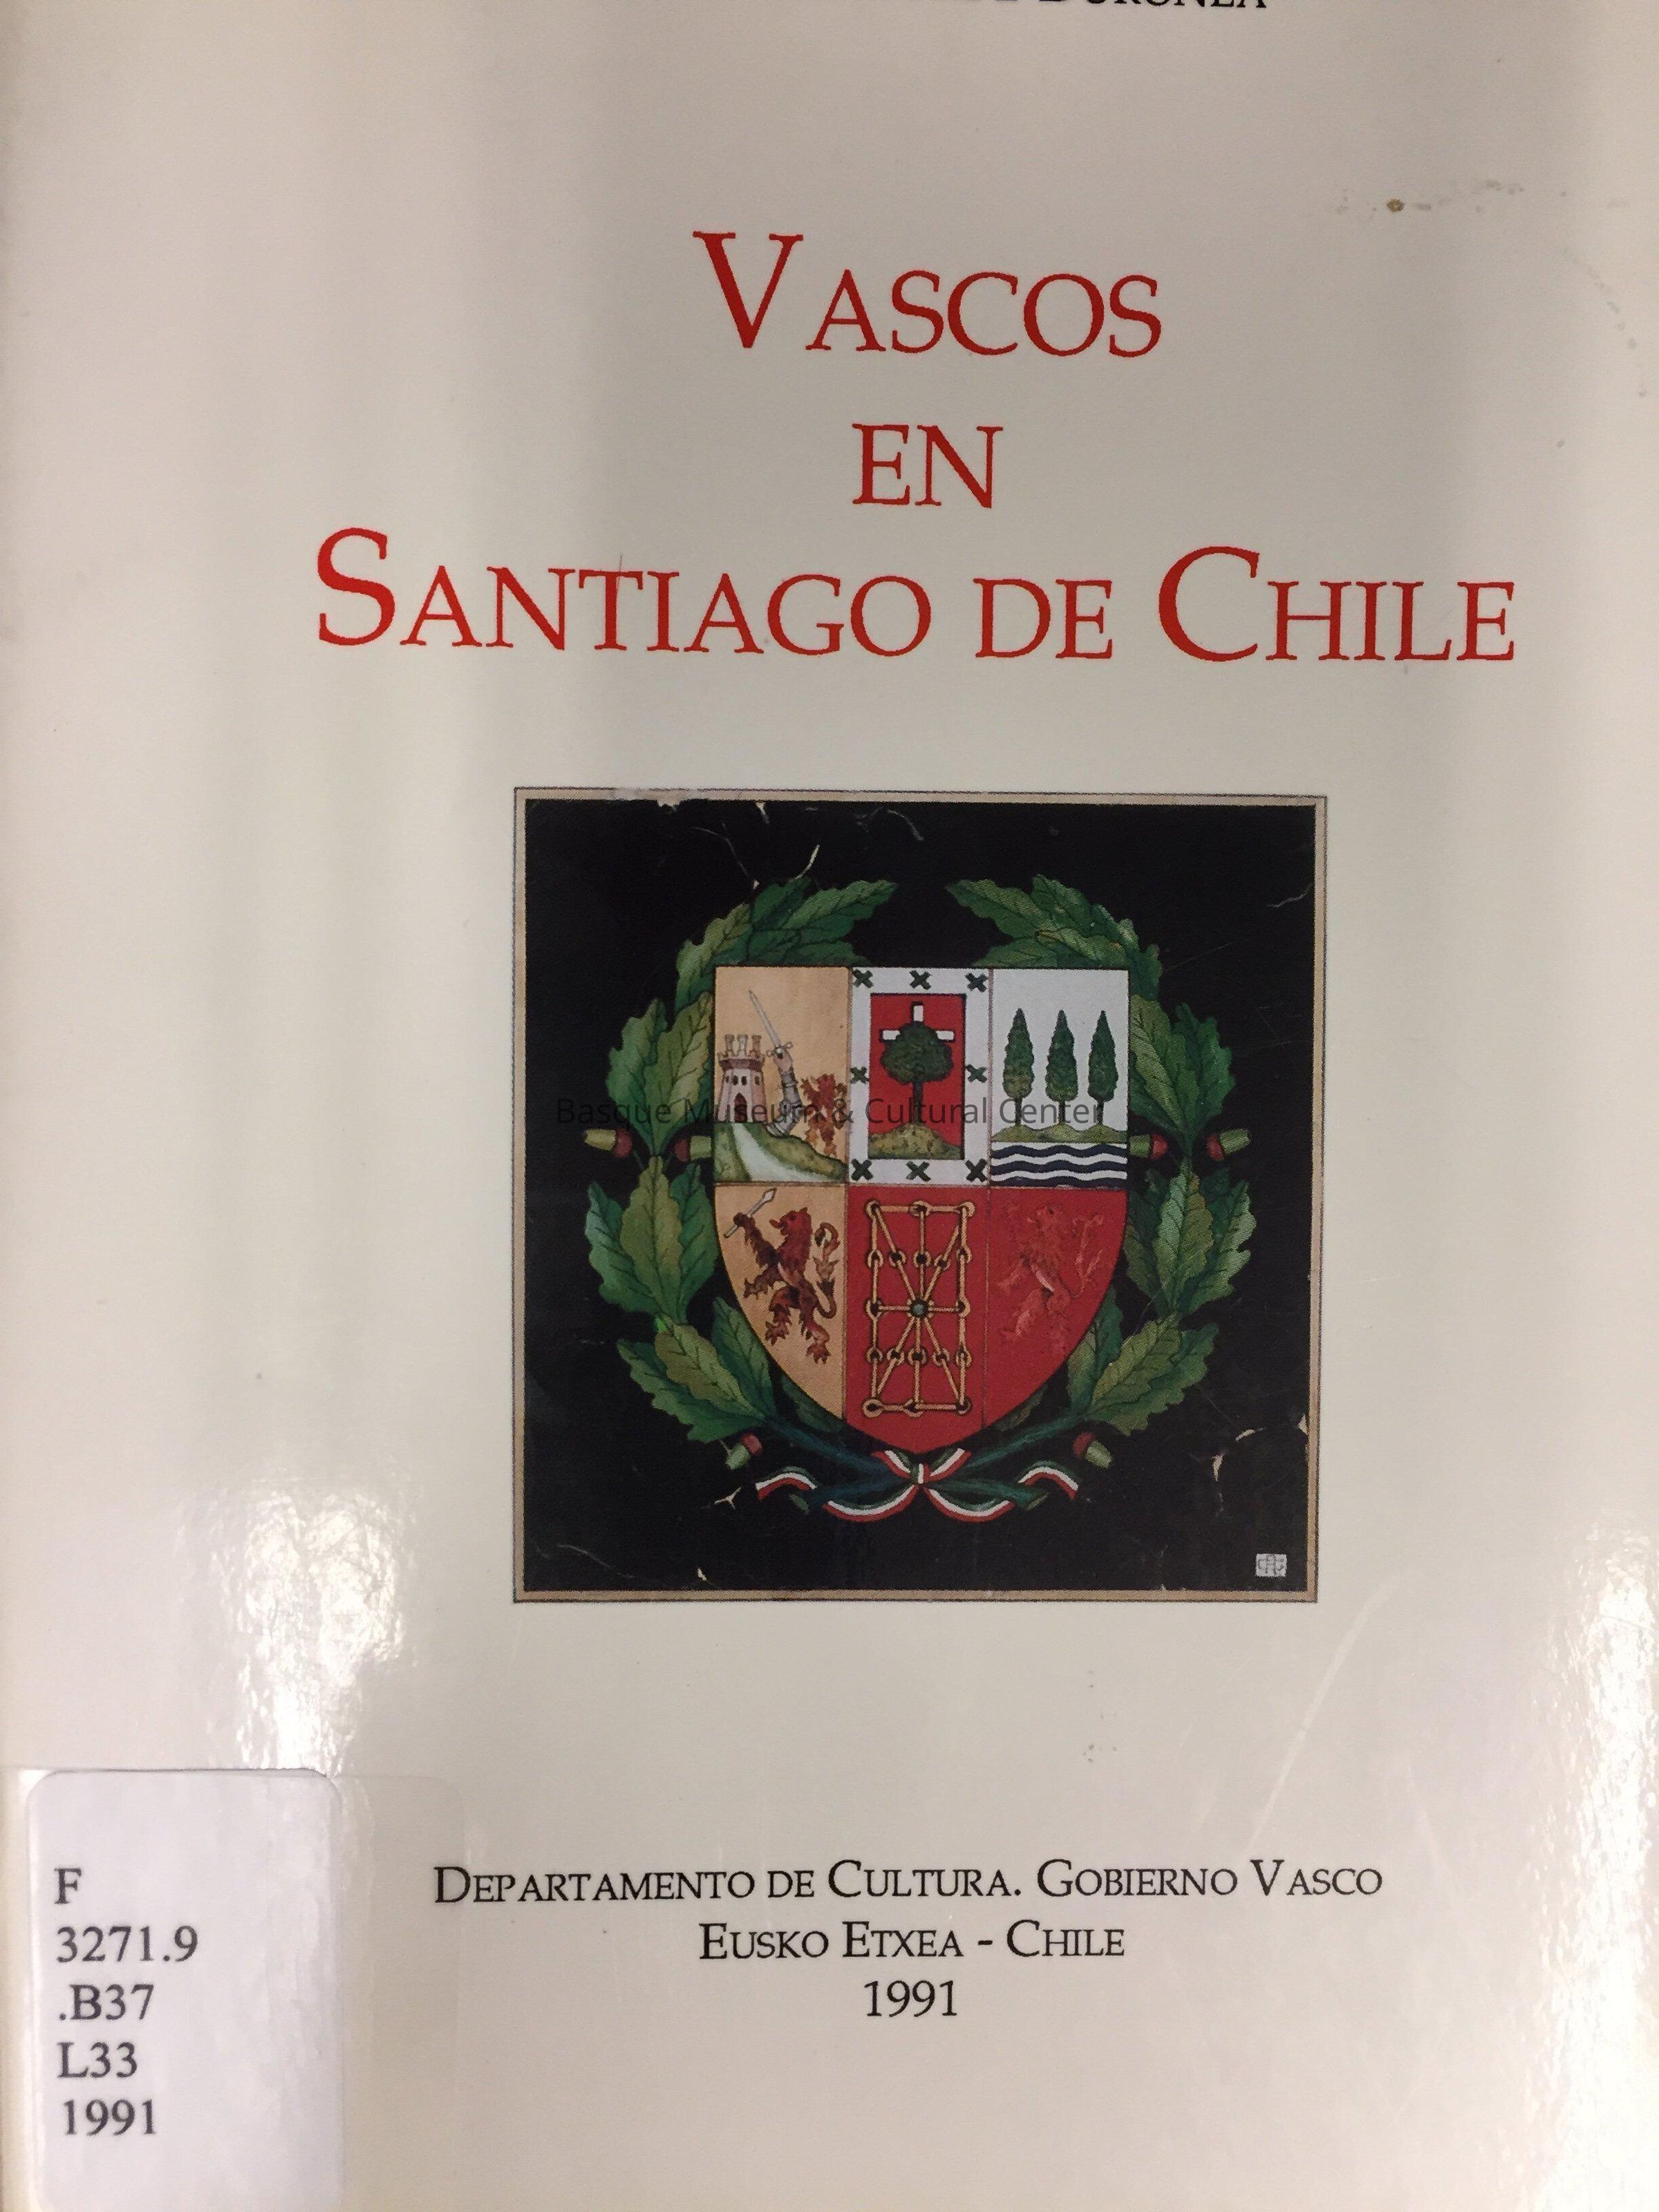 VASCOS
EN
SANTIAGO DE CHILE
Basque Museum & Cultural Center
DEPARTAMENTO DE CULTURA. GOBIERNO VASCO
EUSKO ETXEA - CHILE
1991
F
3271.9
.B37
L33
1991